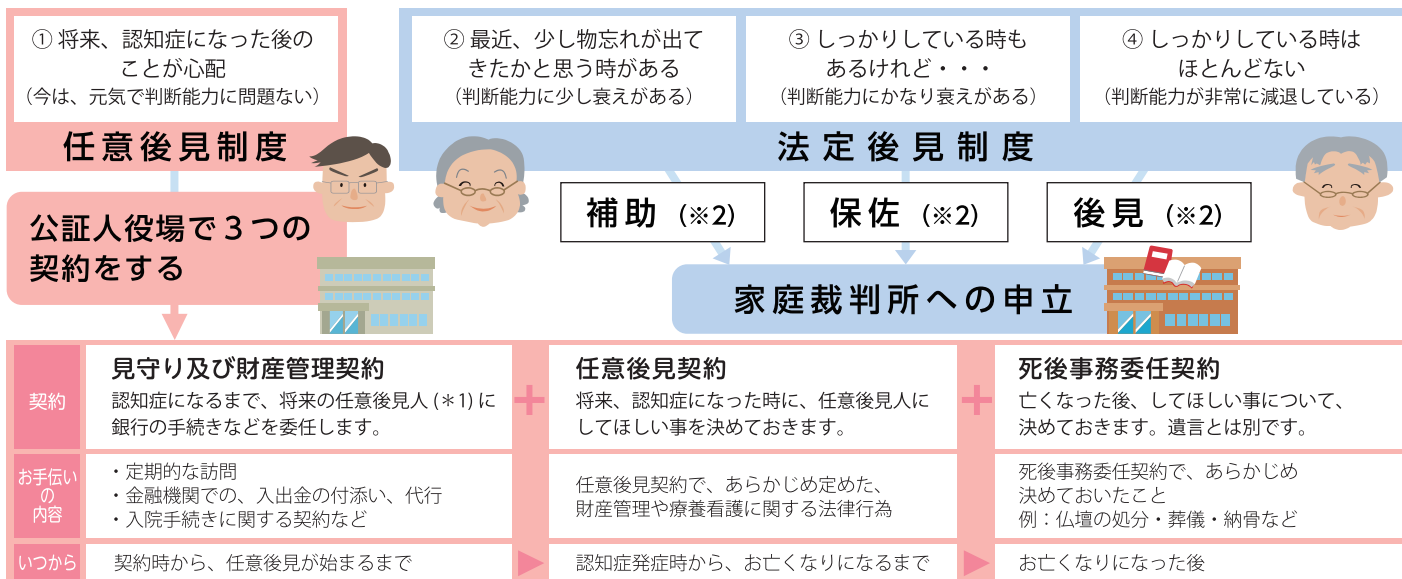 ① 将来、認知症になった後の
ことが心配
（今は、元気で判断能力に問題ない）
任意後見制度
② 最近、少し物忘れが出て
きたかと思う時がある
（判断能力に少し衰えがある）
③ しっかりしている時も
あるけれど・・・
（判断能力にかなり衰えがある）
④ しっかりしている時は
ほとんどない
（判断能力が非常に減退している）
法定後見制度
公証人役場で３つの
契約をする
補助（※2）
保佐（※2）
後見（※2）
家庭裁判所への申立
契約
見守り及び財産管理契約
認知症になるまで、将来の任意後見人(＊1)に
銀行の手続きなどを委任します。
＋
任意後見契約
将来、認知症になった時に、任意後見人に
してほしい事を決めておきます。
＋
死後事務委任契約
亡くなった後、してほしい事について、
決めておきます。遺言とは別です。
お手伝い
の
内容
・定期的な訪問
・金融機関での、入出金の付添い、代行
・入院手続きに関する契約など
任意後見契約で、あらかじめ定めた、
財産管理や療養看護に関する法律行為
死後事務委任契約で、あらかじめ
決めておいたこと
例：仏壇の処分・葬儀・納骨など
いつから
契約時から、任意後見が始まるまで
認知症発症時から、お亡くなりになるまで
お亡くなりになった後